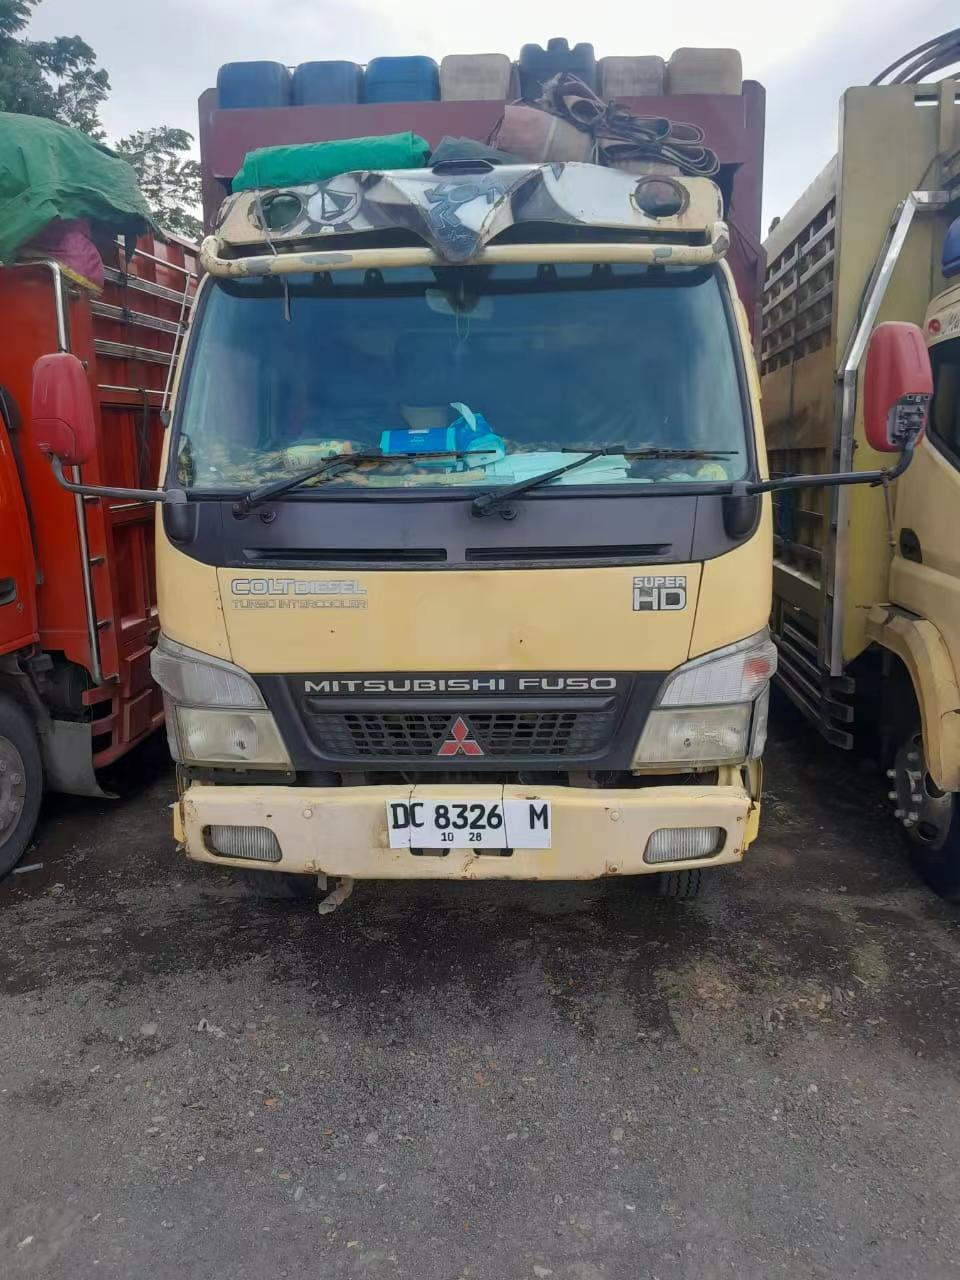 COLT DIESEL
TURBO INTERCOOLER
SUPER
HD
MITSUBISHI FUSO
DC 8326 M
10 28